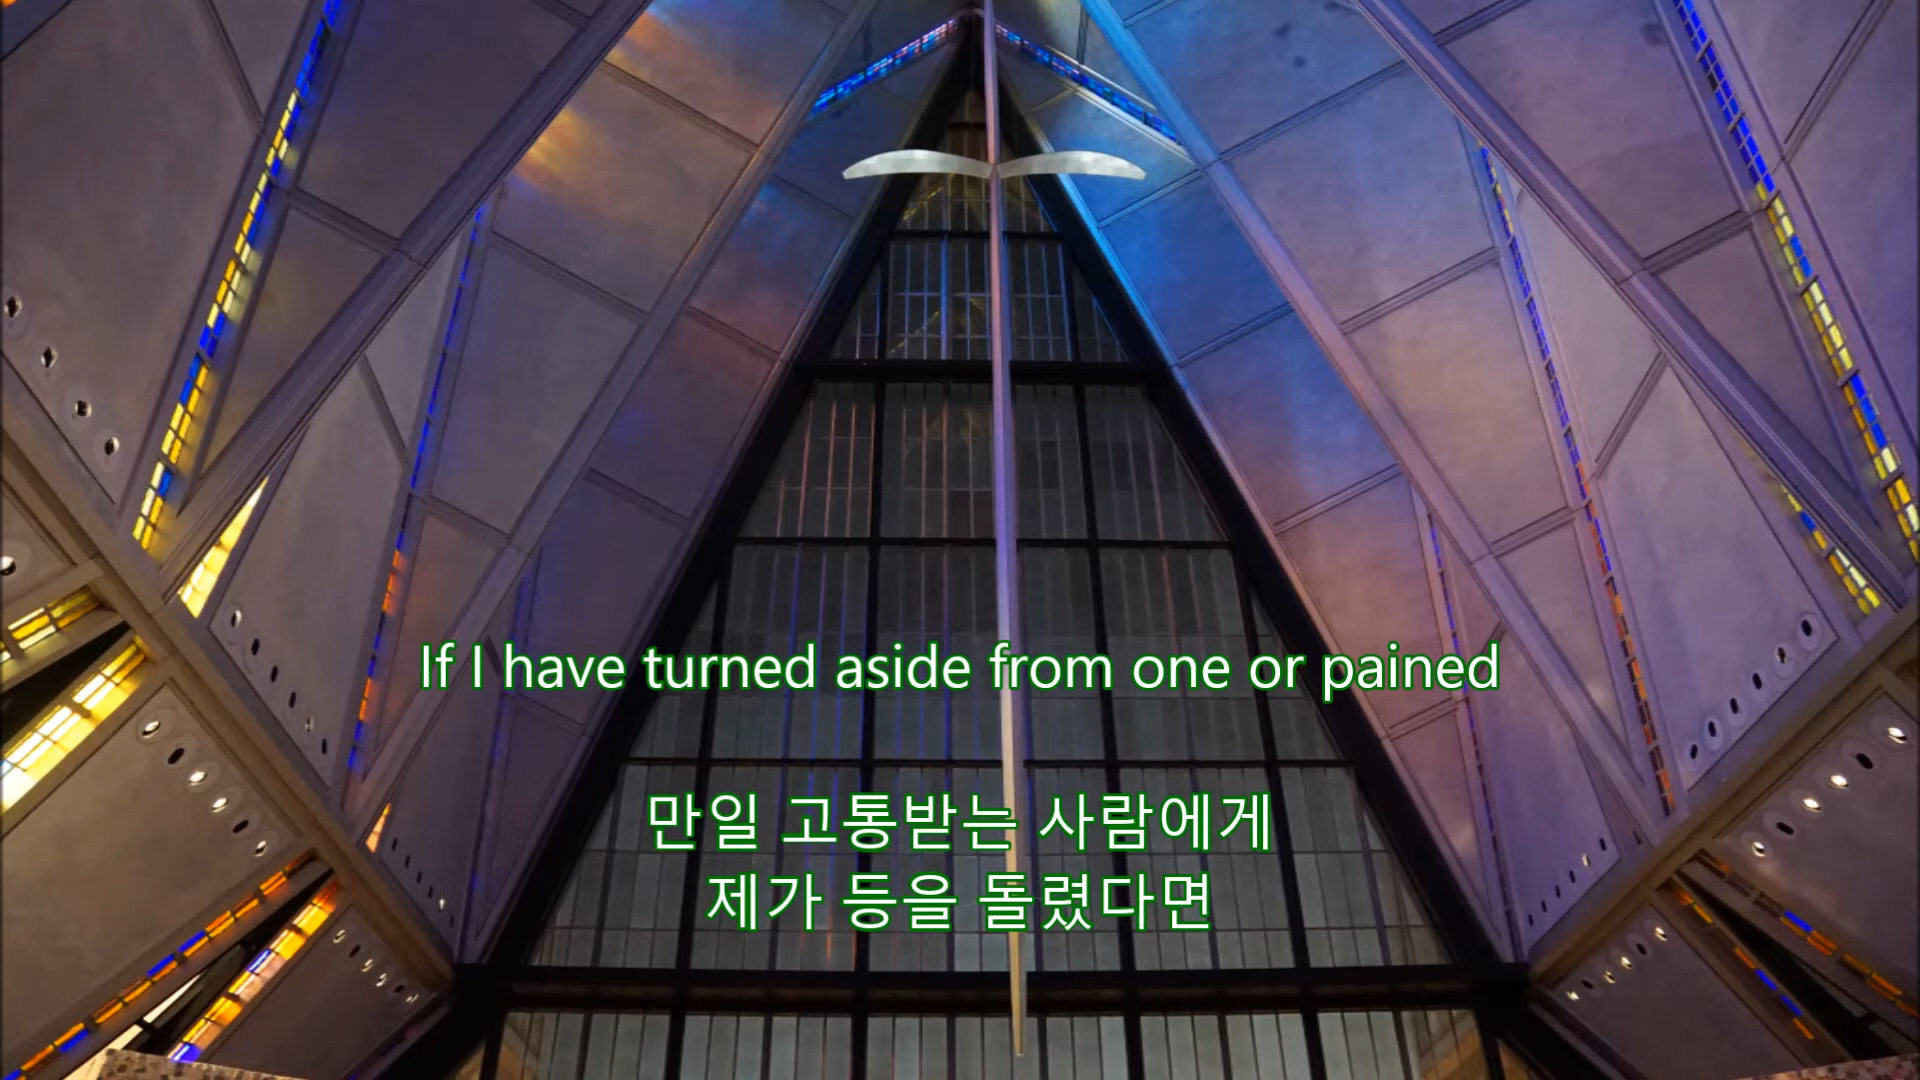 If I have turned aside from one or pained
만일 고통받는 사람에게
제가 등을 돌렸다면